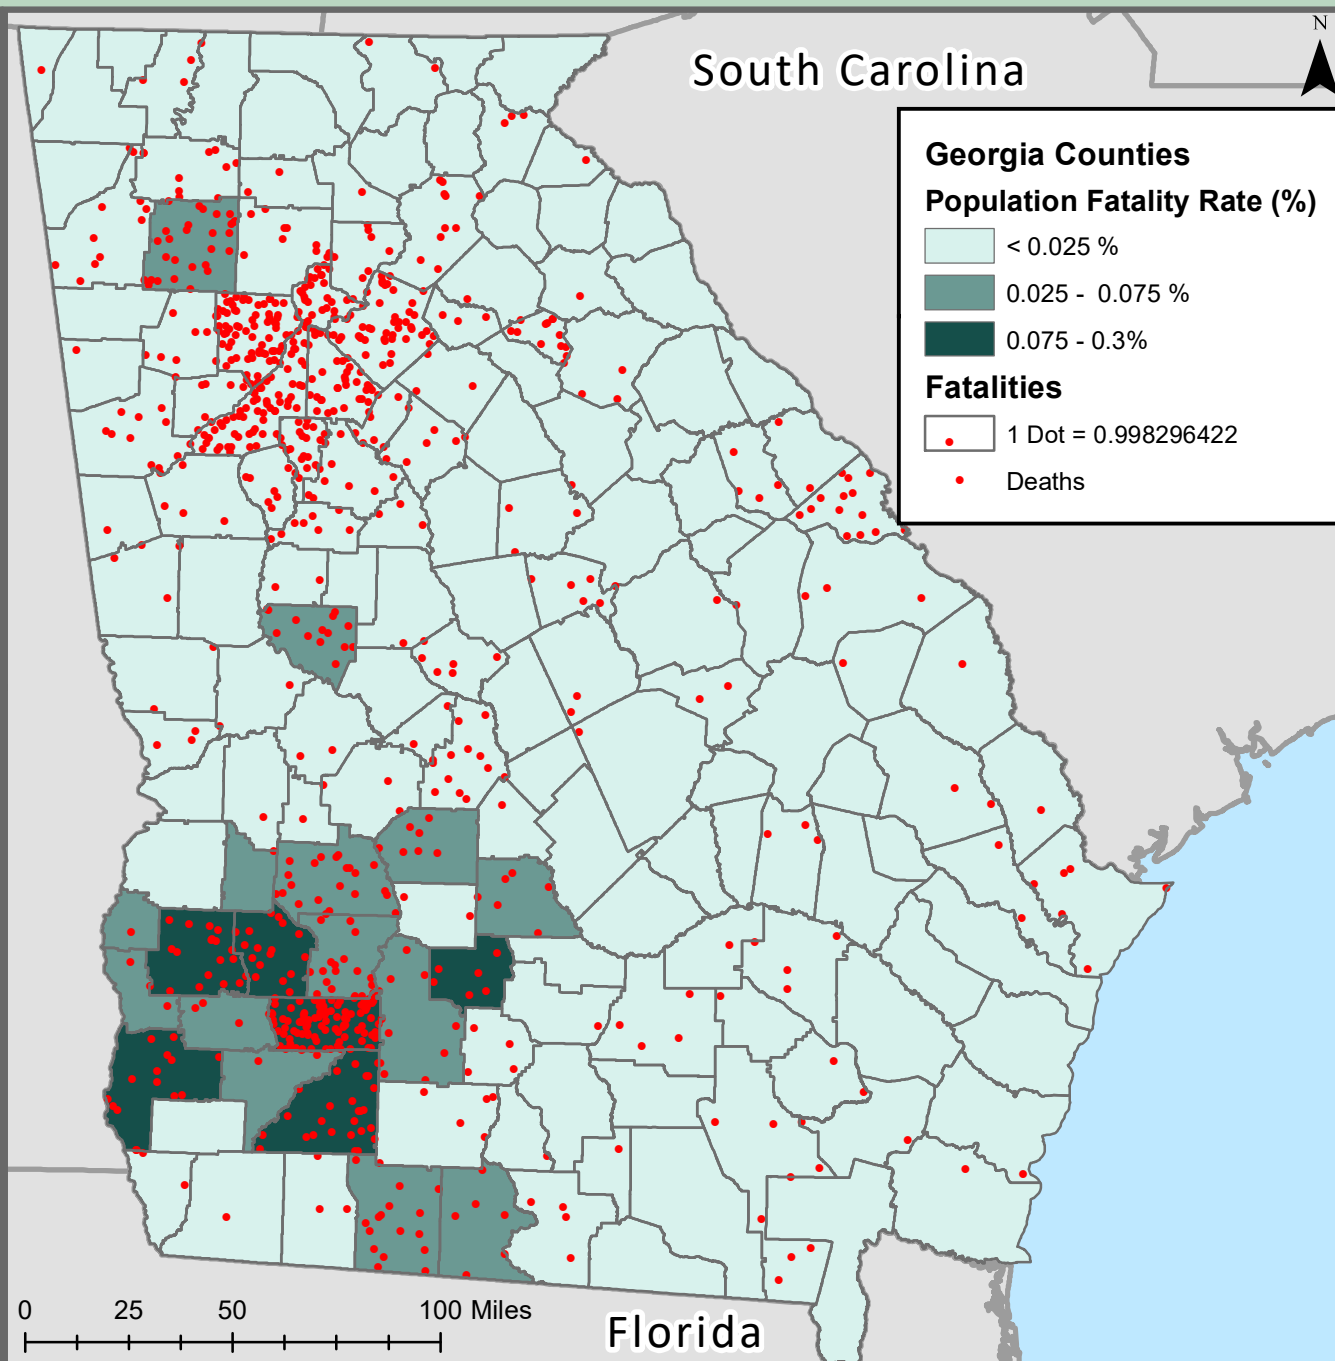 N
South Carolina
Georgia Counties
Population Fatality Rate (%)
< 0.025 %
0.025 - 0.075 %
0.075 - 0.3%
Fatalities
1 Dot = 0.998296422
Deaths
0 25 50 100 Miles
Florida